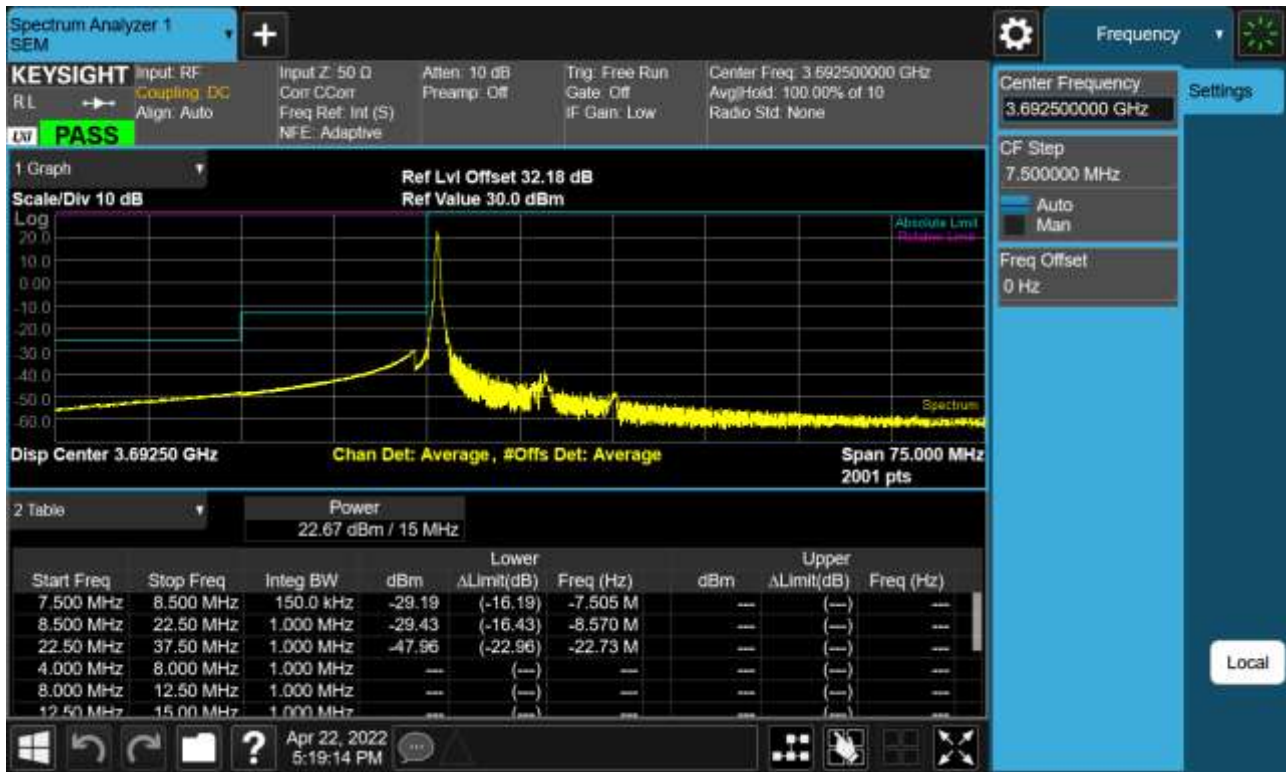 Spectrum Analyzer 1
SEM
Frequency
KEYSIGHT
RL
PASS
Input: RF
Coupling: DC
Align: Auto
Input Z: 50 Ω
Corr CCorr
Freq Ref: Int (S)
NFE: Adaptive
Atten: 10 dB
Preamp: Off
Trig: Free Run
Gate: Off
IF Gain: Low
Center Freq: 3.692500000 GHz
Avg|Hold: 100.00% of 10
Radio Std: None
Center Frequency
3.692500000 GHz
Settings
CF Step
7.500000 MHz
Auto
Man
Freq Offset
0 Hz
1 Graph
Scale/Div 10 dB
Ref Lvl Offset 32.18 dB
Ref Value 30.0 dBm
Log
Absolute Limit
Relative Limit
20.0
10.0
0.00
-10.0
-20.0
-30.0
-40.0
-50.0
-60.0
Spectrum
Disp Center 3.69250 GHz
Chan Det: Average, #Offs Det: Average
Span 75.000 MHz
2001 pts
2 Table
Power
22.67 dBm / 15 MHz
Lower Upper
Start Freq Stop Freq Integ BW dBm ΔLimit(dB) Freq (Hz) dBm ΔLimit(dB) Freq (Hz)
7.500 MHz 8.500 MHz 150.0 kHz -29.19 (-16.19) -7.505 M --- (---) ---
8.500 MHz 22.50 MHz 1.000 MHz -29.43 (-16.43) -8.570 M --- (---) ---
22.50 MHz 37.50 MHz 1.000 MHz -47.96 (-22.96) -22.73 M --- (---) ---
4.000 MHz 8.000 MHz 1.000 MHz --- (---) --- --- (---) ---
8.000 MHz 12.50 MHz 1.000 MHz --- (---) --- --- (---) ---
12.50 MHz 15.00 MHz 1.000 MHz --- (---) --- --- (---) ---
Local
?
Apr 22, 2022
5:19:14 PM